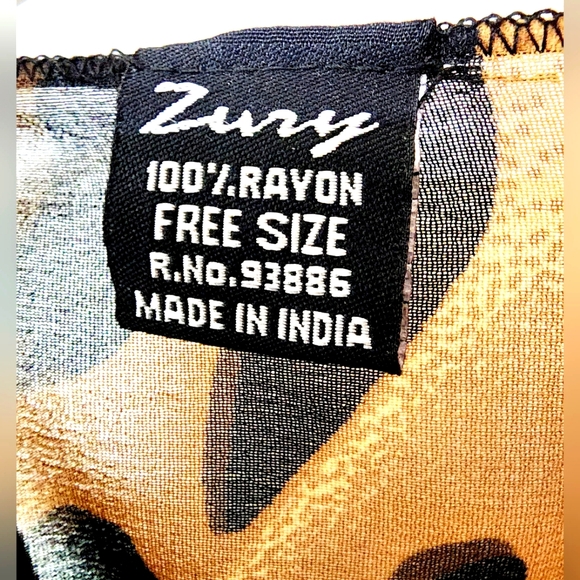 Zury
100% RAYON
FREE SIZE
R.No.93886
MADE IN INDIA